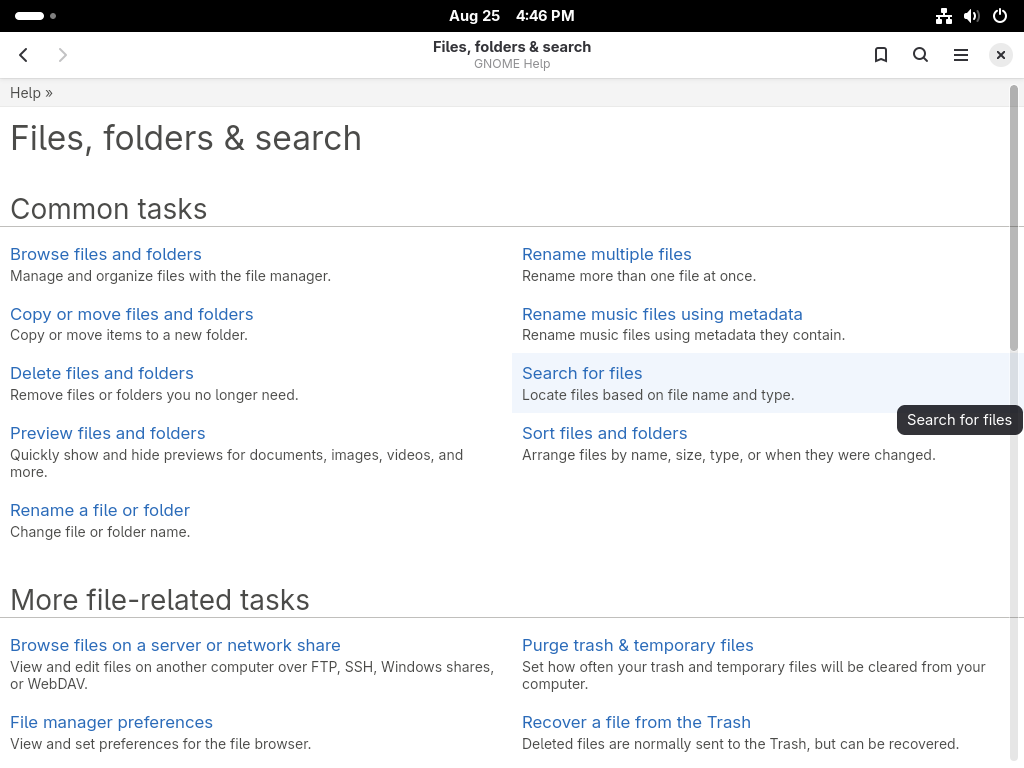 Aug 25 4:46 PM
Files, folders & search
GNOME Help
Help »
Files, folders & search
Common tasks
Browse files and folders
Manage and organize files with the file manager.
Copy or move files and folders
Copy or move items to a new folder.
Delete files and folders
Remove files or folders you no longer need.
Preview files and folders
Quickly show and hide previews for documents, images, videos, and
more.
Rename a file or folder
Change file or folder name.
Rename multiple files
Rename more than one file at once.
Rename music files using metadata
Rename music files using metadata they contain.
Search for files
Locate files based on file name and type.
Search for files
Sort files and folders
Arrange files by name, size, type, or when they were changed.
More file-related tasks
Browse files on a server or network share
View and edit files on another computer over FTP, SSH, Windows shares,
or WebDAV.
File manager preferences
View and set preferences for the file browser.
Purge trash & temporary files
Set how often your trash and temporary files will be cleared from your
computer.
Recover a file from the Trash
Deleted files are normally sent to the Trash, but can be recovered.